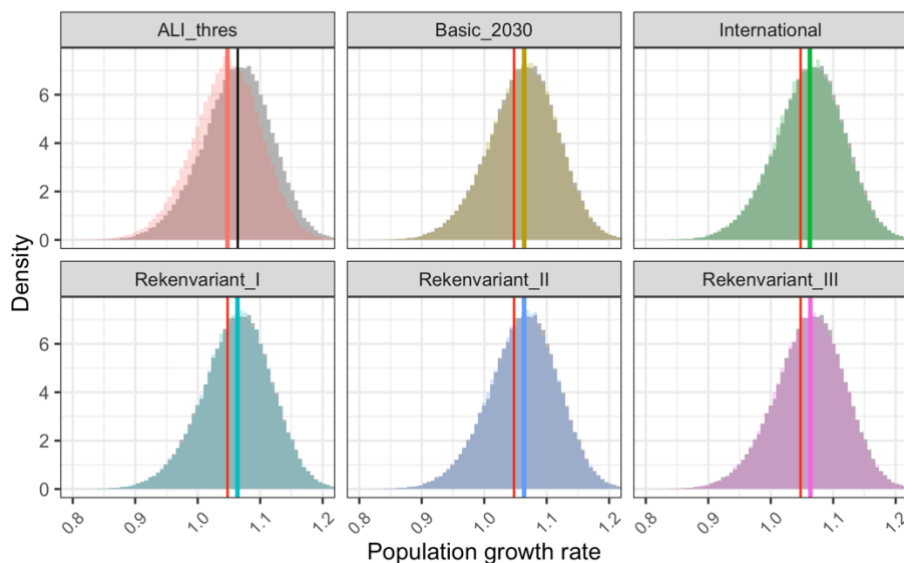 ALI_thres Basic_2030 International
6
4
2
0
Density
Rekenvariant_I Rekenvariant_II Rekenvariant_III
6
4
2
0
0.8 0.9 1.0 1.1 1.2 0.8 0.9 1.0 1.1 1.2 0.8 0.9 1.0 1.1 1.2
Population growth rate